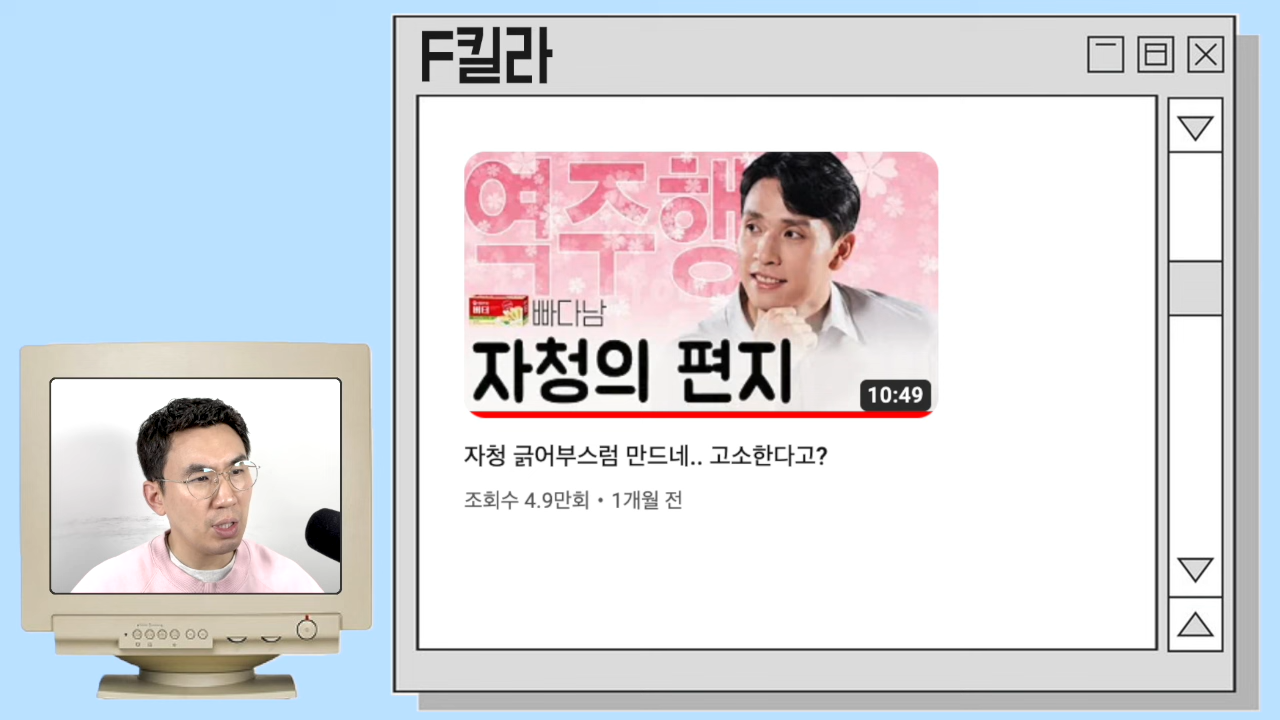 F킬라
역주행
버터
빠다남
자청의 편지
10:49
자청 긁어부스럼 만드네.. 고소한다고?
조회수 4.9만회 • 1개월 전